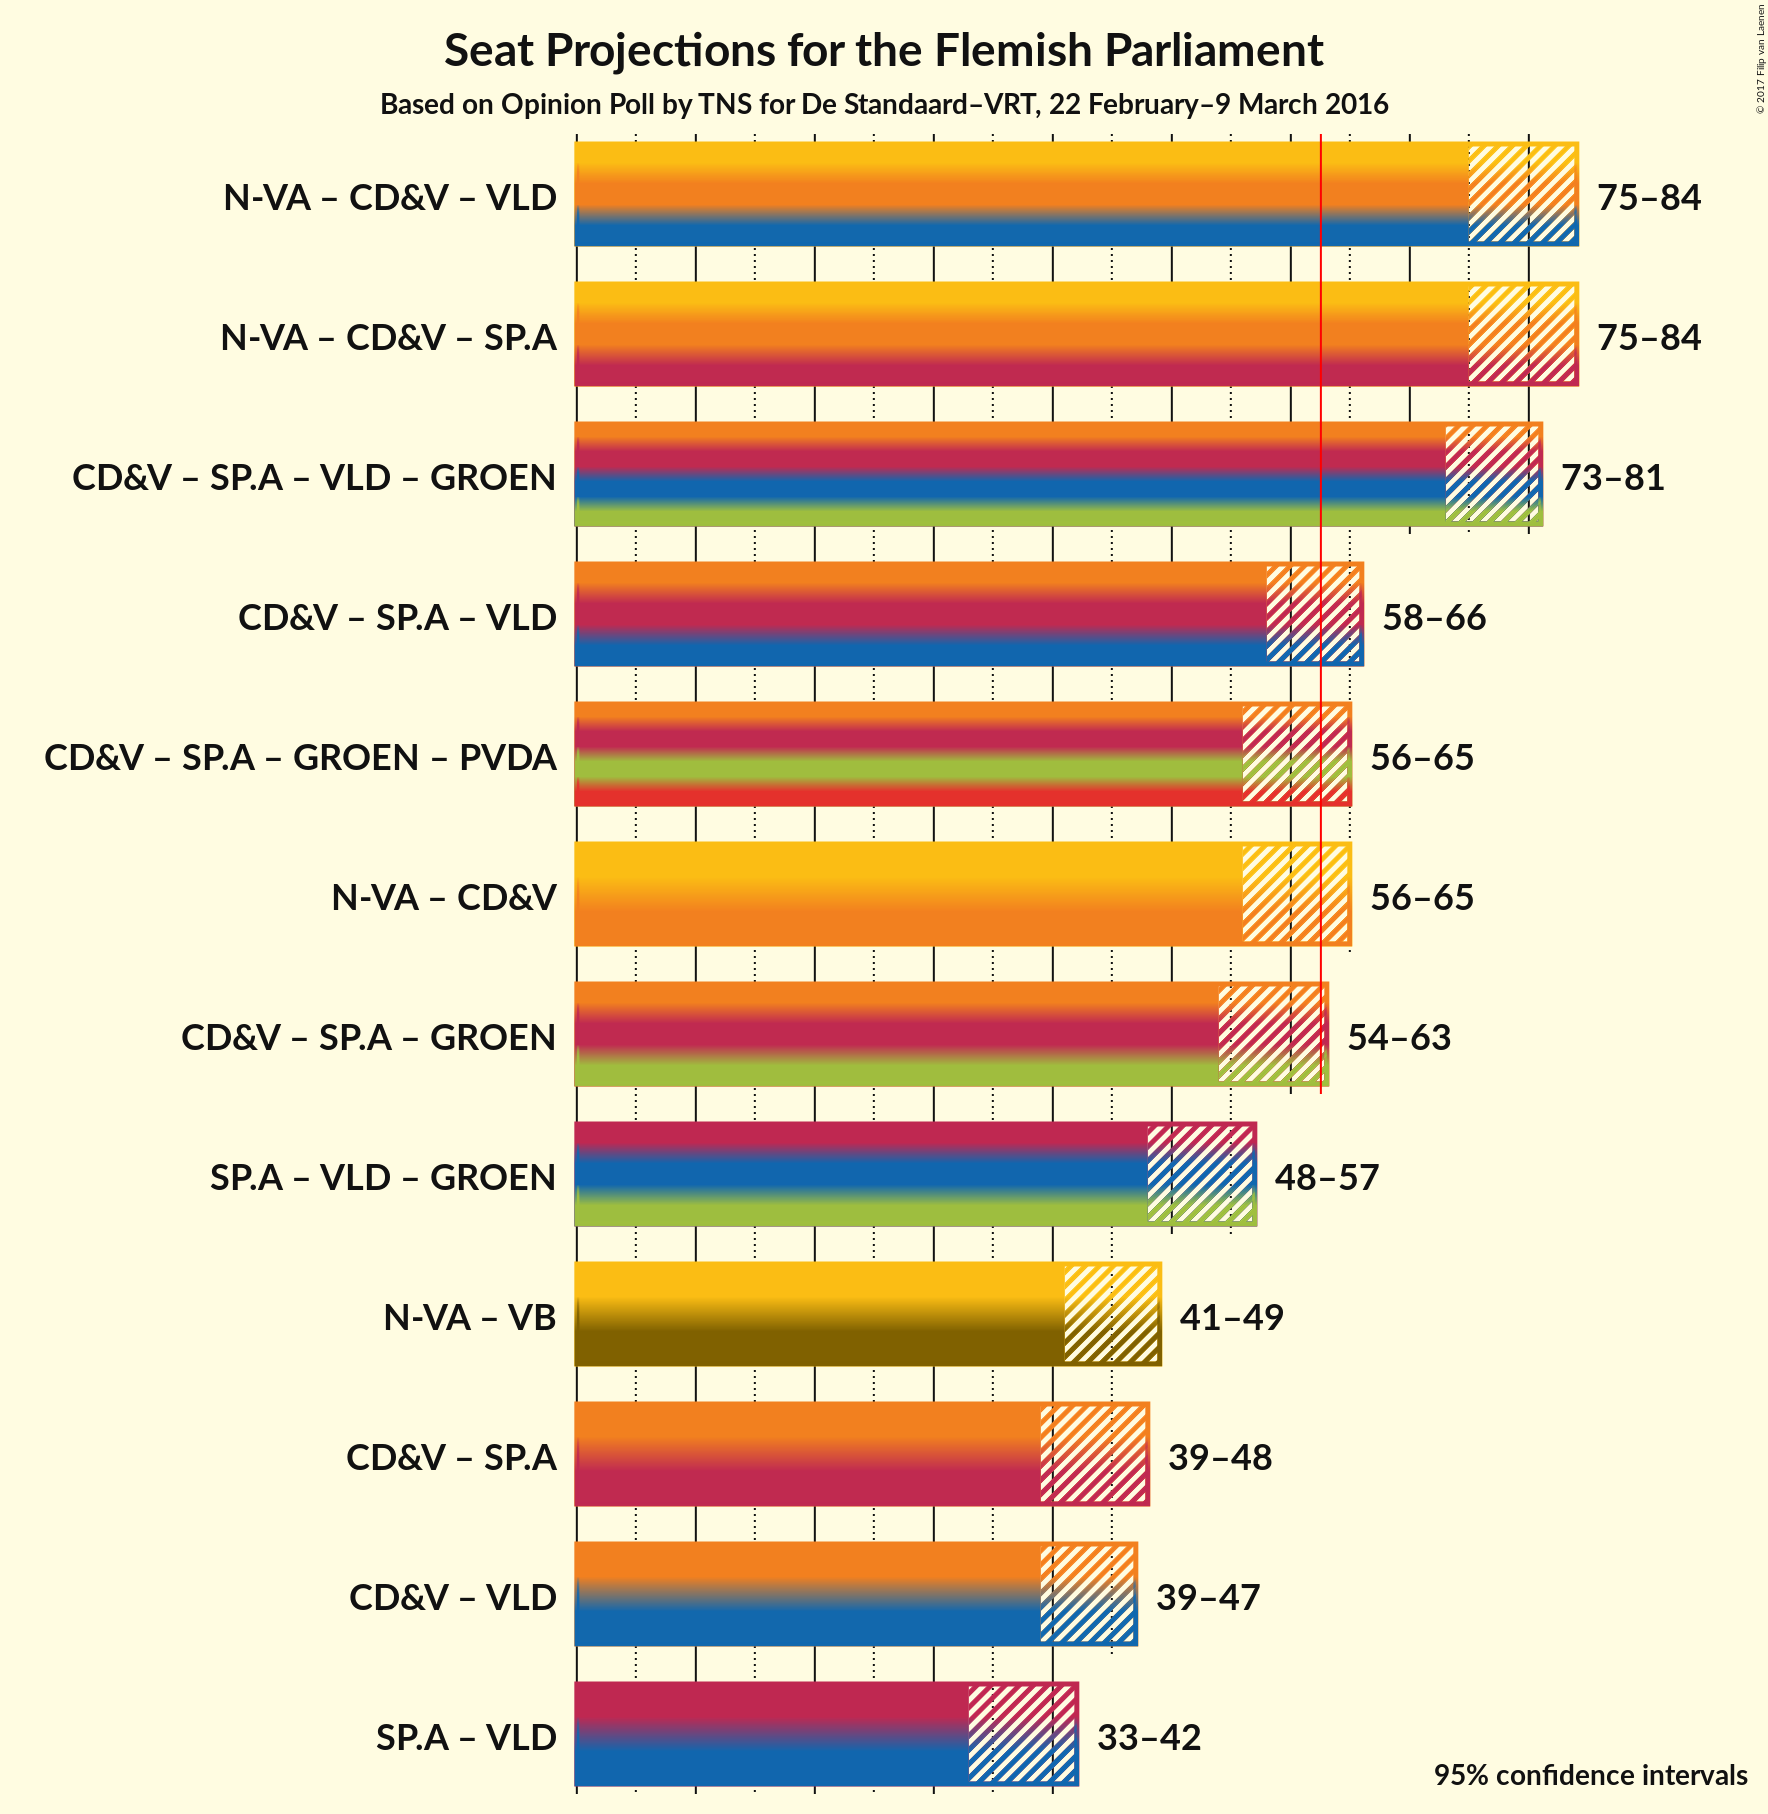 Seat Projections for the Flemish Parliament
Based on Opinion Poll by TNS for De Standaard–VRT, 22 February–9 March 2016
© 2017 Filip van Laenen
N-VA – CD&V – VLD 75–84
N-VA – CD&V – SP.A 75–84
CD&V – SP.A – VLD – GROEN 73–81
CD&V – SP.A – VLD 58–66
CD&V – SP.A – GROEN – PVDA 56–65
N-VA – CD&V 56–65
CD&V – SP.A – GROEN 54–63
SP.A – VLD – GROEN 48–57
N-VA – VB 41–49
CD&V – SP.A 39–48
CD&V – VLD 39–47
SP.A – VLD 33–42
95% confidence intervals